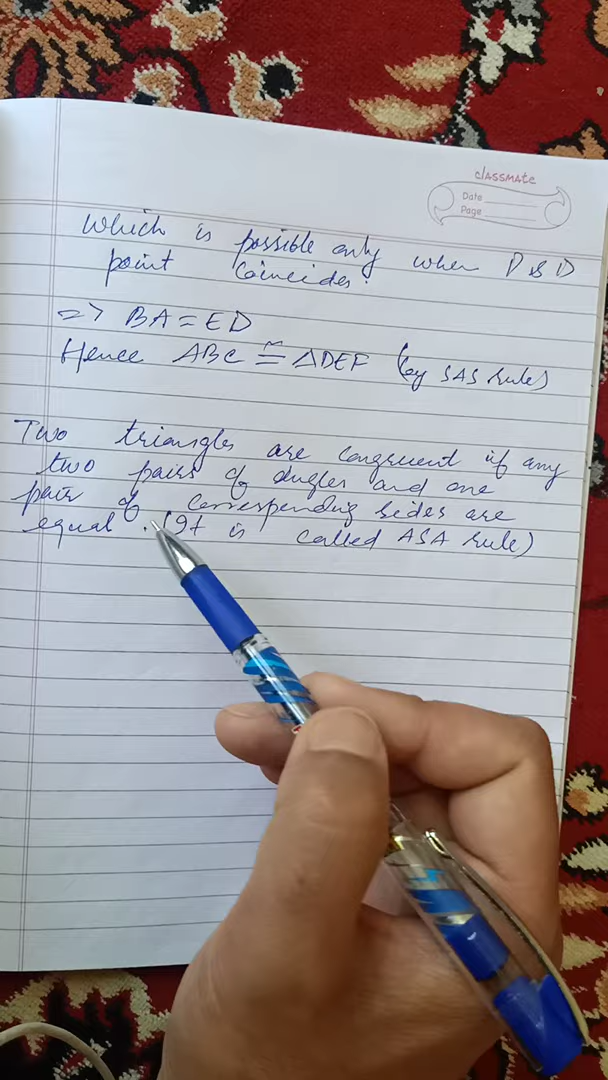 classmate
Date
Page
Which is possible only when P & D
point coincides.
=> BA = ED
Hence ABC ≅ △DEF (by SAS rule)
Two triangles are congruent if any
two pairs of angles and one
pair of corresponding sides are
equal. (It is called ASA rule)